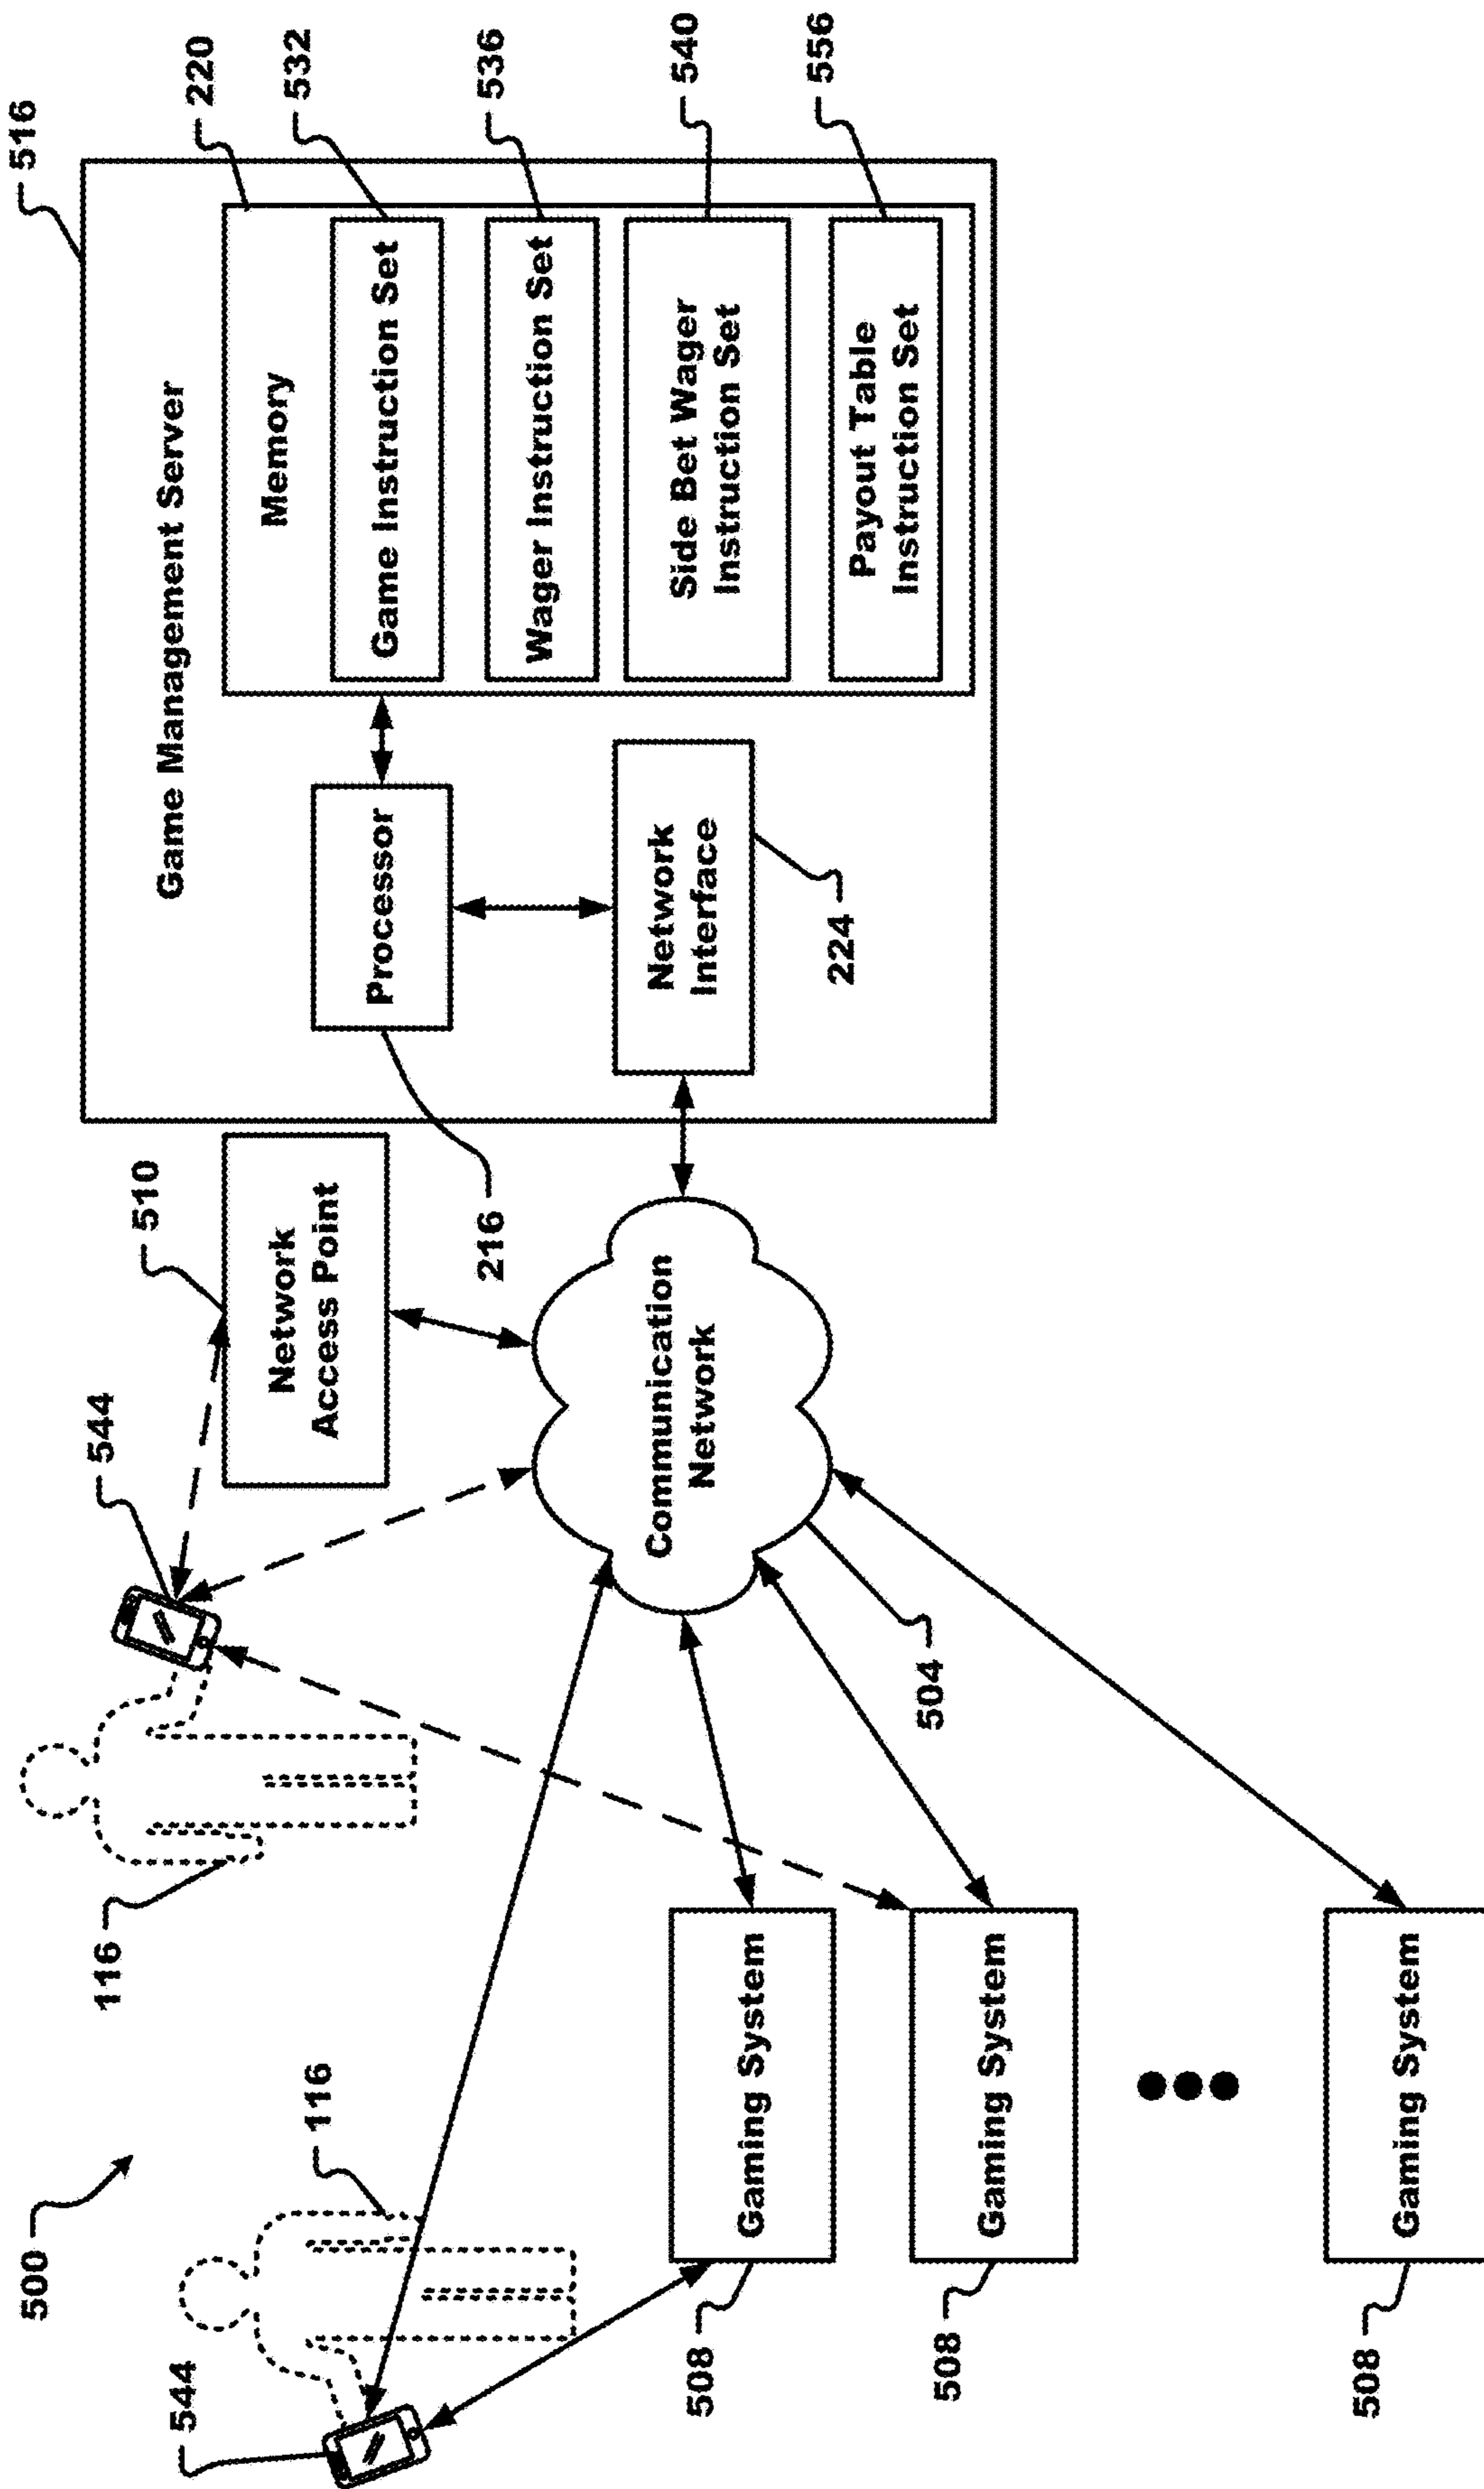 500
544
116
116
544
510
516
Game Management Server
220
Memory
532
Game Instruction Set
536
Wager Instruction Set
540
Side Bet Wager
Instruction Set
556
Payout Table
Instruction Set
Processor
216
Network
Interface
224
Network
Access Point
Communication
Network
504
Gaming System
508
Gaming System
508
Gaming System
508